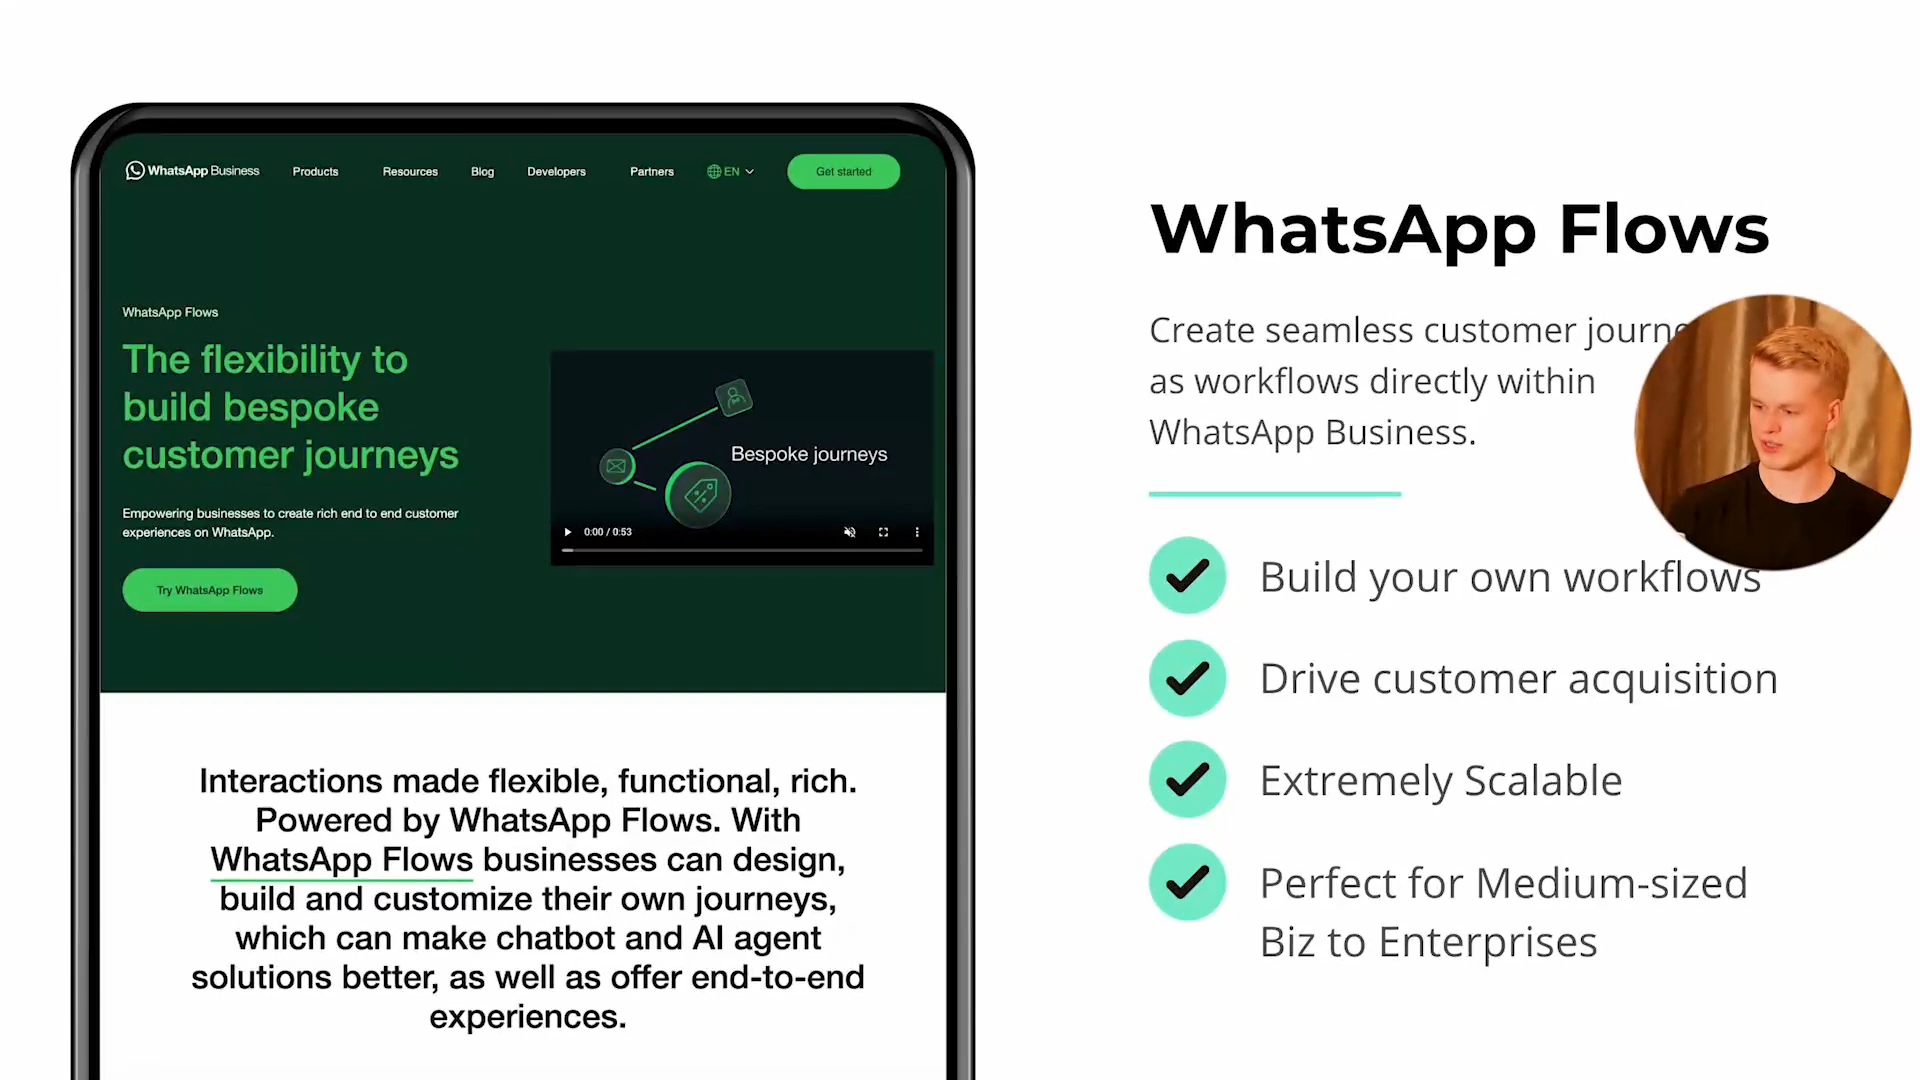 WhatsApp Business
Products
Resources
Blog
Developers
Partners
EN
Get started
WhatsApp Flows
The flexibility to
build bespoke
customer journeys
Empowering businesses to create rich end to end customer
experiences on WhatsApp.
Try WhatsApp Flows
Bespoke journeys
0:00 / 0:53
Interactions made flexible, functional, rich.
Powered by WhatsApp Flows. With
WhatsApp Flows businesses can design,
build and customize their own journeys,
which can make chatbot and AI agent
solutions better, as well as offer end-to-end
experiences.
WhatsApp Flows
Create seamless customer
as workflows directly within
WhatsApp Business.
Build your own workflows
Drive customer acquisition
Extremely Scalable
Perfect for Medium-sized
Biz to Enterprises